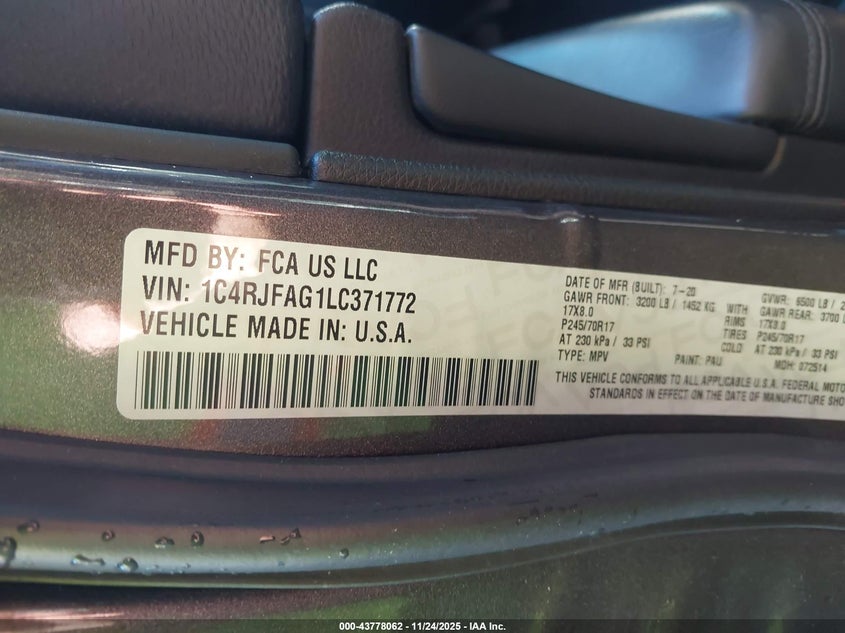 MFD BY: FCA US LLC
VIN: 1C4RJFAG1LC371772
VEHICLE MADE IN: U.S.A.
DATE OF MFR (BUILT): 7-20
GAWR FRONT: 3200 LB / 1452 KG WITH
17X8.0 RIMS
P245/70R17 TIRES
AT 230 kPa / 33 PSI COLD
TYPE: MPV PAINT: PAU MDH: 072514
GVWR: 6500 LB /
GAWR REAR: 3700
17X8.0
P245/70R17
AT 230 kPa / 33 PSI
THIS VEHICLE CONFORMS TO ALL APPLICABLE U.S.A. FEDERAL
STANDARDS IN EFFECT ON THE DATE OF MANUFACTURE
000-43778062 | 11/24/2025 - IAA Inc.